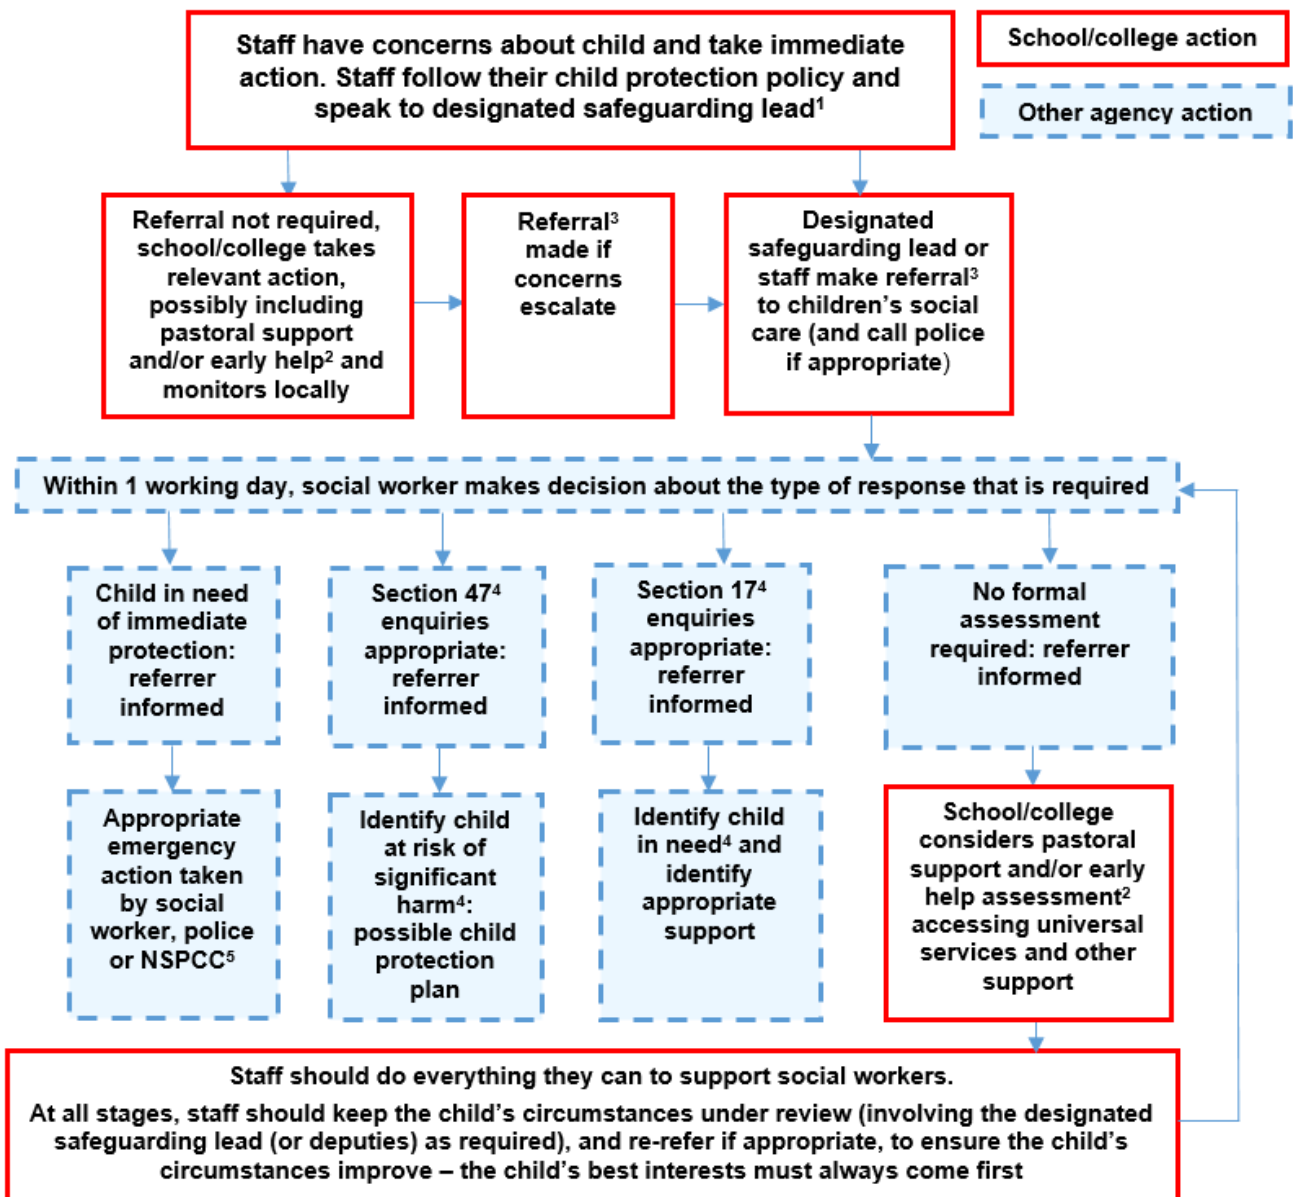 Staff have concerns about child and take immediate
action. Staff follow their child protection policy and
speak to designated safeguarding lead¹
School/college action
Other agency action
Referral not required,
school/college takes
relevant action,
possibly including
pastoral support
and/or early help² and
monitors locally
Referral³
made if
concerns
escalate
Designated
safeguarding lead or
staff make referral³
to children’s social
care (and call police
if appropriate)
Within 1 working day, social worker makes decision about the type of response that is required
Child in need
of immediate
protection:
referrer
informed
Section 47⁴
enquiries
appropriate:
referrer
informed
Section 17⁴
enquiries
appropriate:
referrer
informed
No formal
assessment
required: referrer
informed
Appropriate
emergency
action taken
by social
worker, police
or NSPCC⁵
Identify child
at risk of
significant
harm⁴:
possible child
protection
plan
Identify child
in need⁴ and
identify
appropriate
support
School/college
considers pastoral
support and/or early
help assessment²
accessing universal
services and other
support
Staff should do everything they can to support social workers.
At all stages, staff should keep the child’s circumstances under review (involving the designated
safeguarding lead (or deputies) as required), and re-refer if appropriate, to ensure the child’s
circumstances improve – the child’s best interests must always come first